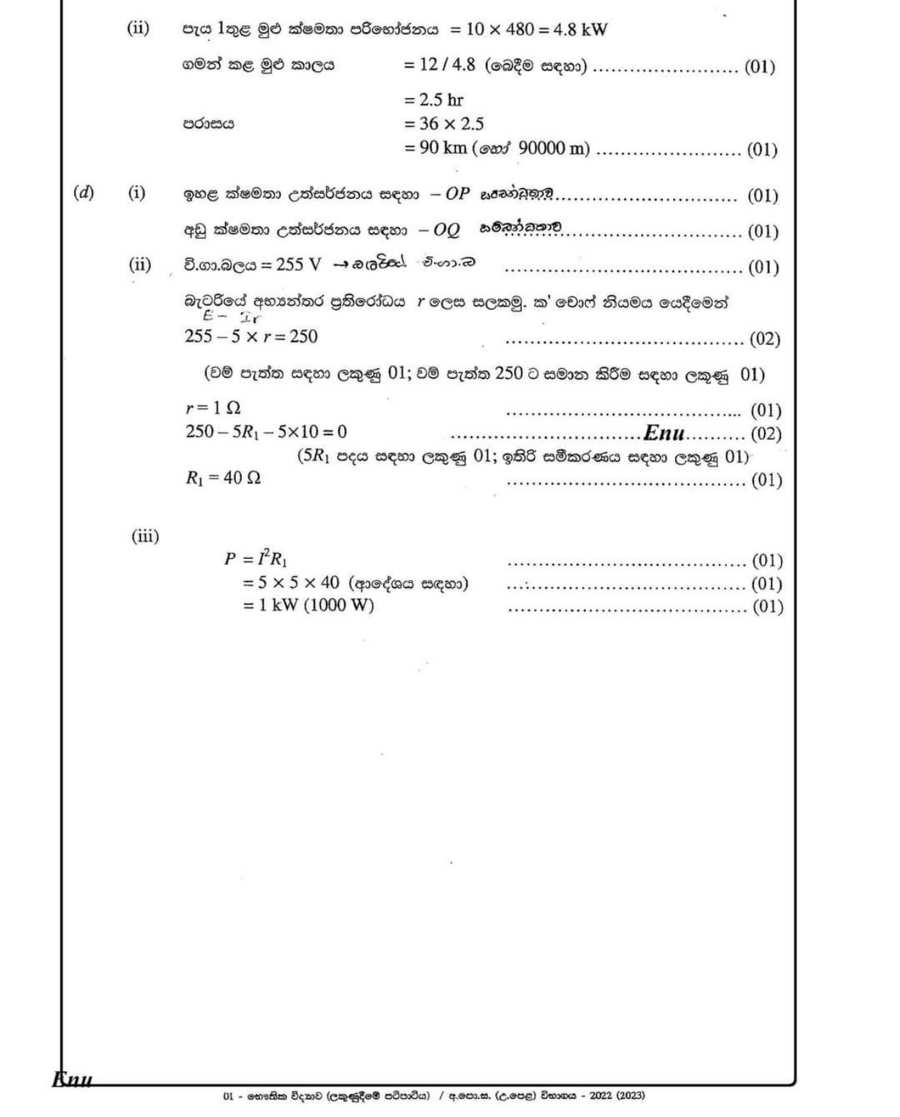 (ii) පැය 1තුළ මුළු ක්ෂමතා පරිභෝජනය = 10 × 480 = 4.8 kW
ගමන් කළ මුළු කාලය = 12 / 4.8 (බෙදීම සඳහා) ........................ (01)
= 2.5 hr
පරාසය = 36 × 2.5
= 90 km (හෝ 90000 m) ........................ (01)
(d) (i) ඉහළ ක්ෂමතා උත්සර්ජනය සඳහා – OP සම්බන්ධතාව .............................. (01)
අඩු ක්ෂමතා උත්සර්ජනය සඳහා – OQ සම්බන්ධතාව .............................. (01)
(ii) වි.ගා.බලය = 255 V → වි.ගා.බ ....................................... (01)
බැටරියේ අභ්‍යන්තර ප්‍රතිරෝධය r ලෙස සලකමු. ක' චොෆ් නියමය යෙදීමෙන්
E – Ir
255 – 5 × r = 250 ....................................... (02)
(වම් පැත්ත සඳහා ලකුණු 01; වම් පැත්ත 250 ට සමාන කිරීම සඳහා ලකුණු 01)
r = 1 Ω ....................................... (01)
250 – 5R₁ – 5×10 = 0 ...............................Enu.......... (02)
(5R₁ පදය සඳහා ලකුණු 01; ඉතිරි සමීකරණය සඳහා ලකුණු 01)
R₁ = 40 Ω ....................................... (01)
(iii)
P = I²R₁ ....................................... (01)
= 5 × 5 × 40 (ආදේශය සඳහා) ....................................... (01)
= 1 kW (1000 W) ....................................... (01)
Enu
01 - භෞතික විද්‍යාව (ලකුණුදීමේ පටිපාටිය) / අ.පො.ස. (උ.පෙළ) විභාගය - 2022 (2023)